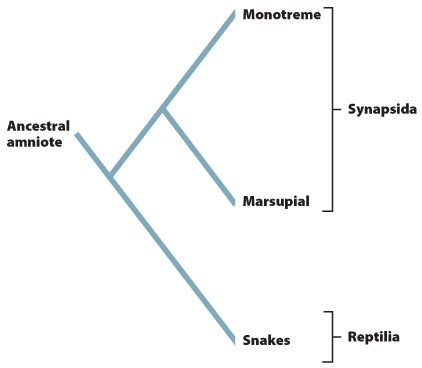 Monotreme
Synapsida
Ancestral
amniote
Marsupial
Snakes
Reptilia